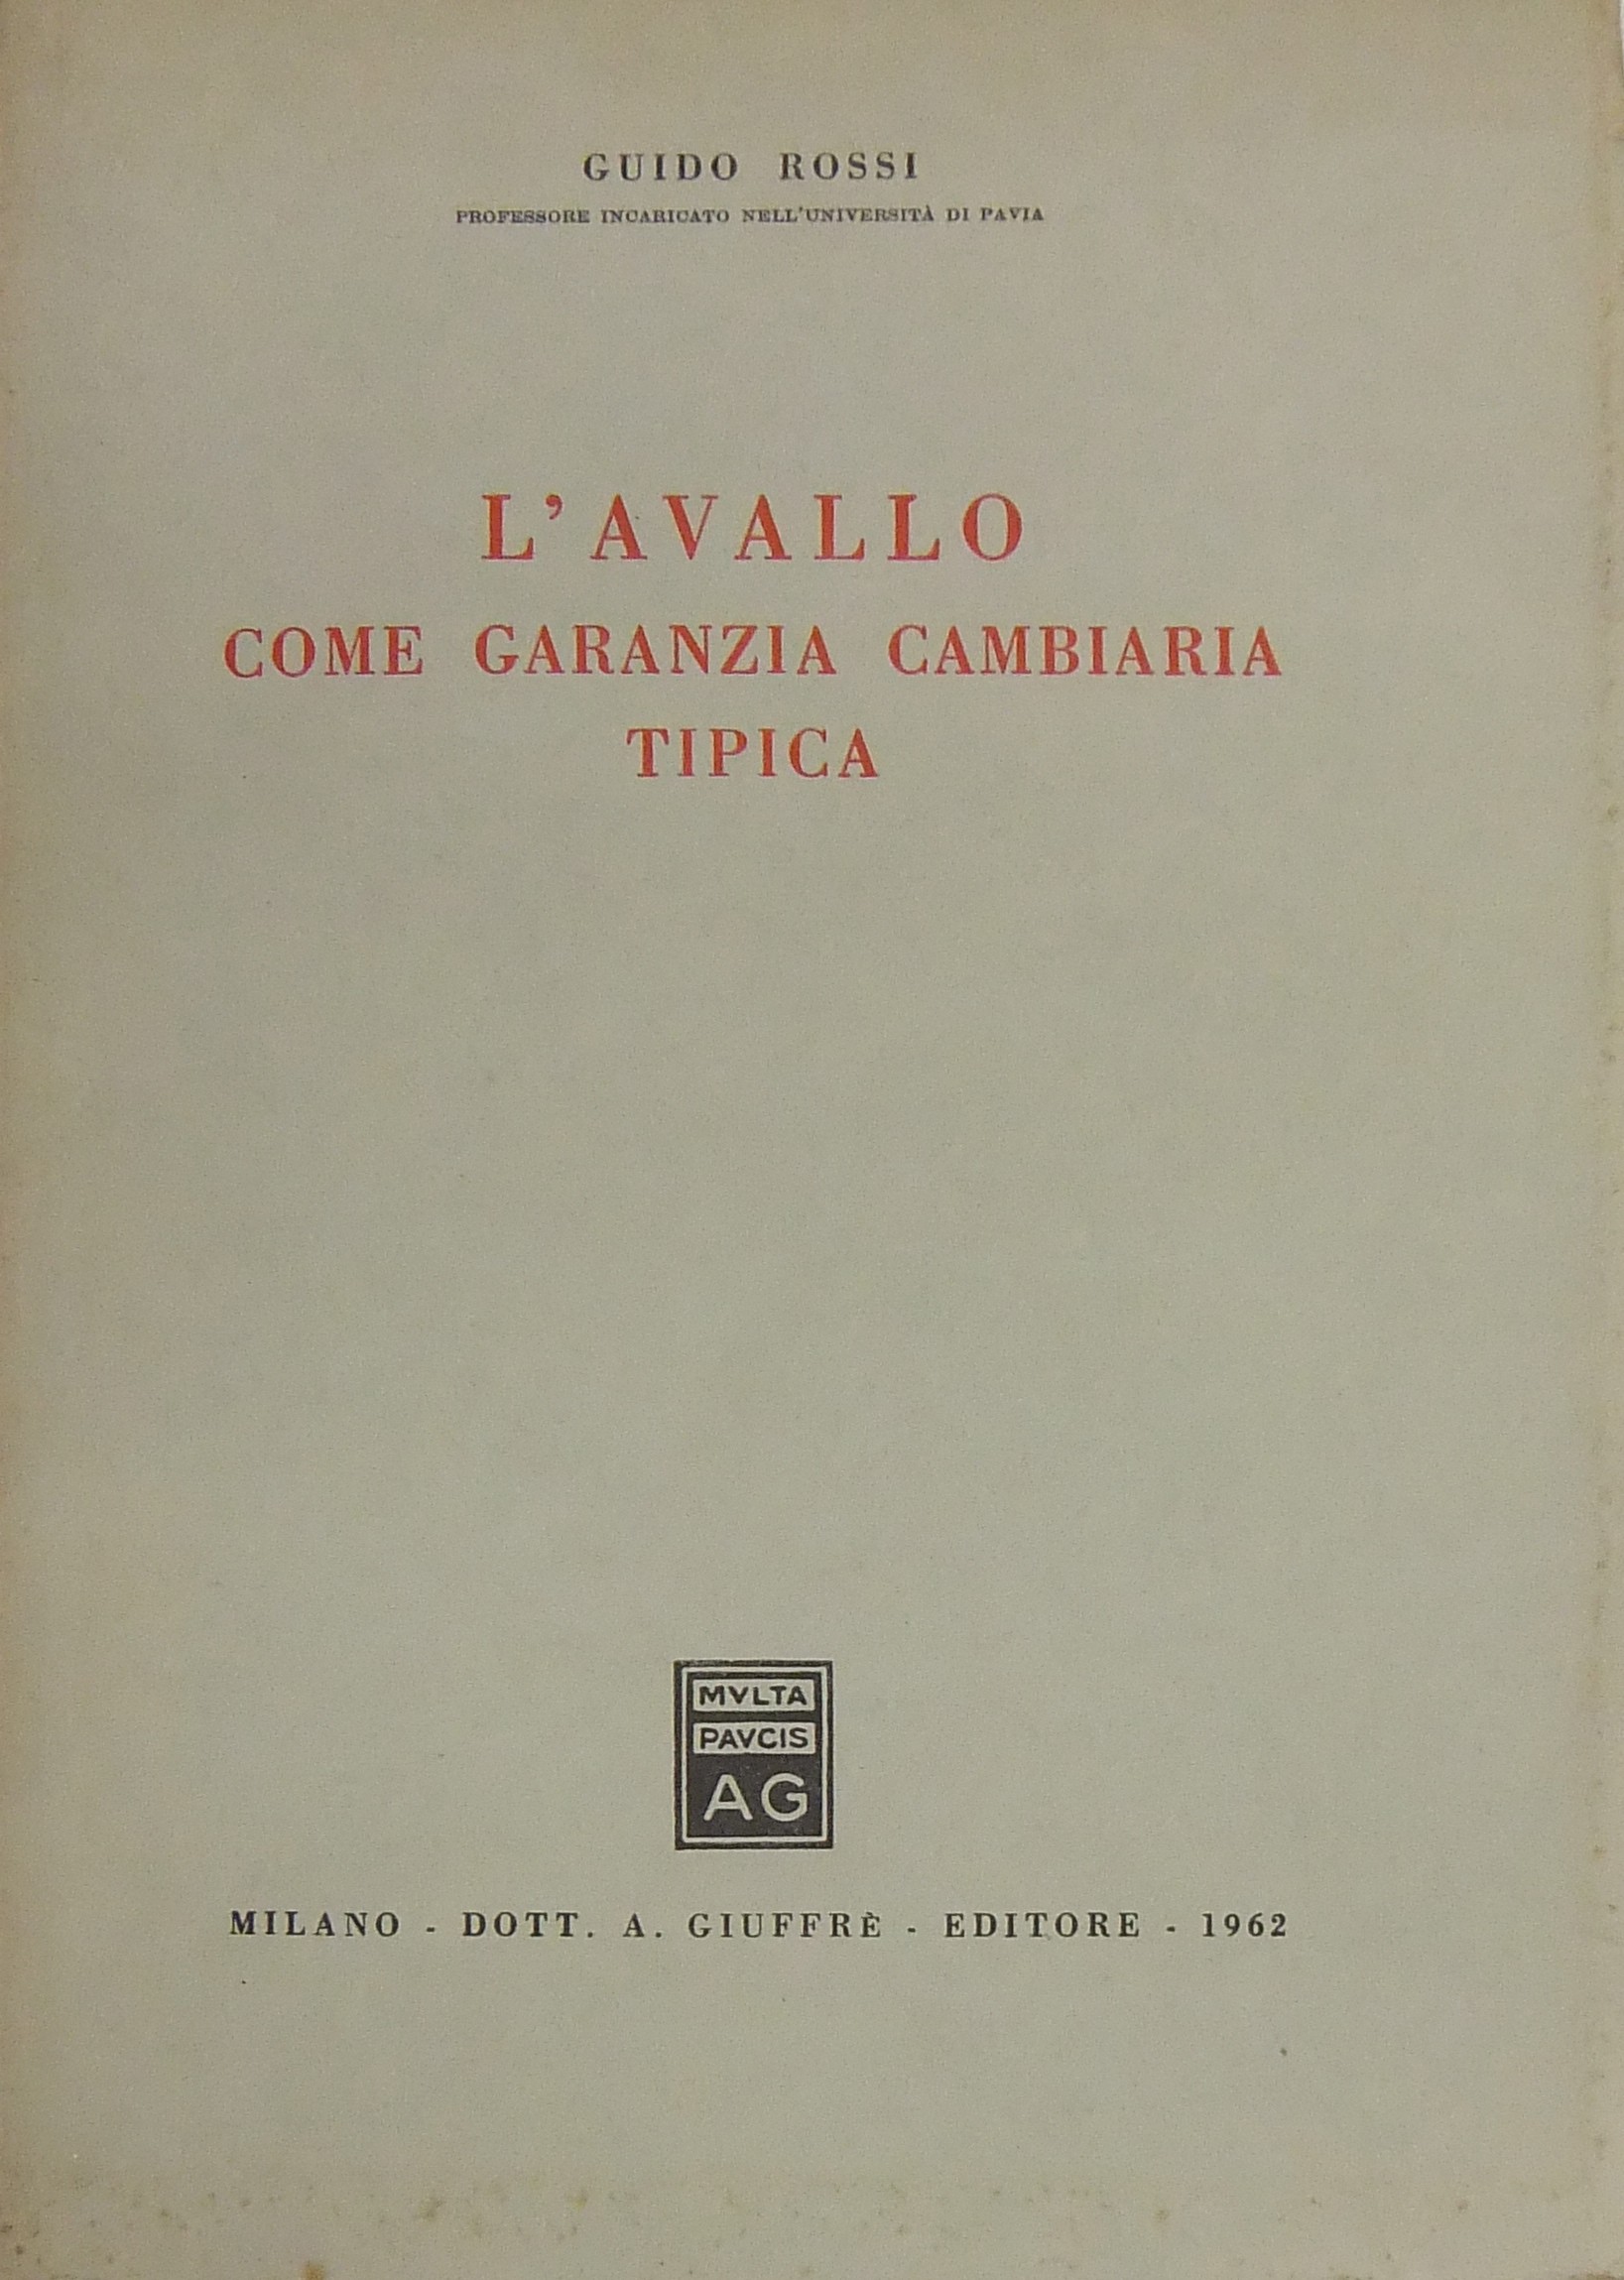 GUIDO ROSSI
PROFESSORE INCARICATO NELL'UNIVERSITÀ DI PAVIA
L'AVALLO
COME GARANZIA CAMBIARIA
TIPICA
MVLTA
PAVCIS
AG
MILANO - DOTT. A. GIUFFRÈ - EDITORE - 1962